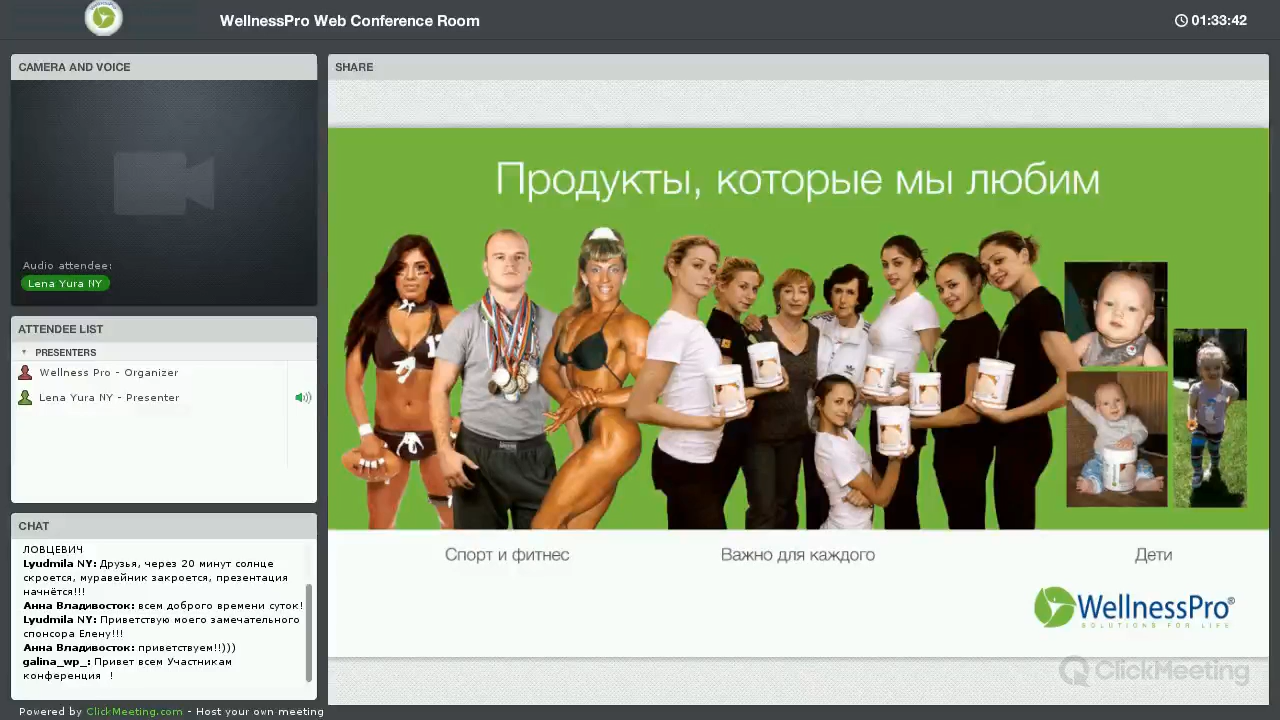 WellnessPro Web Conference Room
01:33:42
CAMERA AND VOICE
Audio attendee:
Lena Yura NY
ATTENDEE LIST
PRESENTERS
Wellness Pro - Organizer
Lena Yura NY - Presenter
CHAT
ЛОВЦЕВИЧ
Lyudmila NY: Друзья, через 20 минут солнце
скроется, муравейник закроется, презентация
начнётся!!!
Анна Владивосток: всем доброго времени суток!
Lyudmila NY: Приветствую моего замечательного
спонсора Елену!!!
Анна Владивосток: приветствуем!!)))
galina_wp_: Привет всем Участникам
конференция !
Powered by ClickMeeting.com - Host your own meeting
SHARE
Продукты, которые мы любим
Спорт и фитнес
Важно для каждого
Дети
WellnessPro®
SOLUTIONS FOR LIFE
ClickMeeting